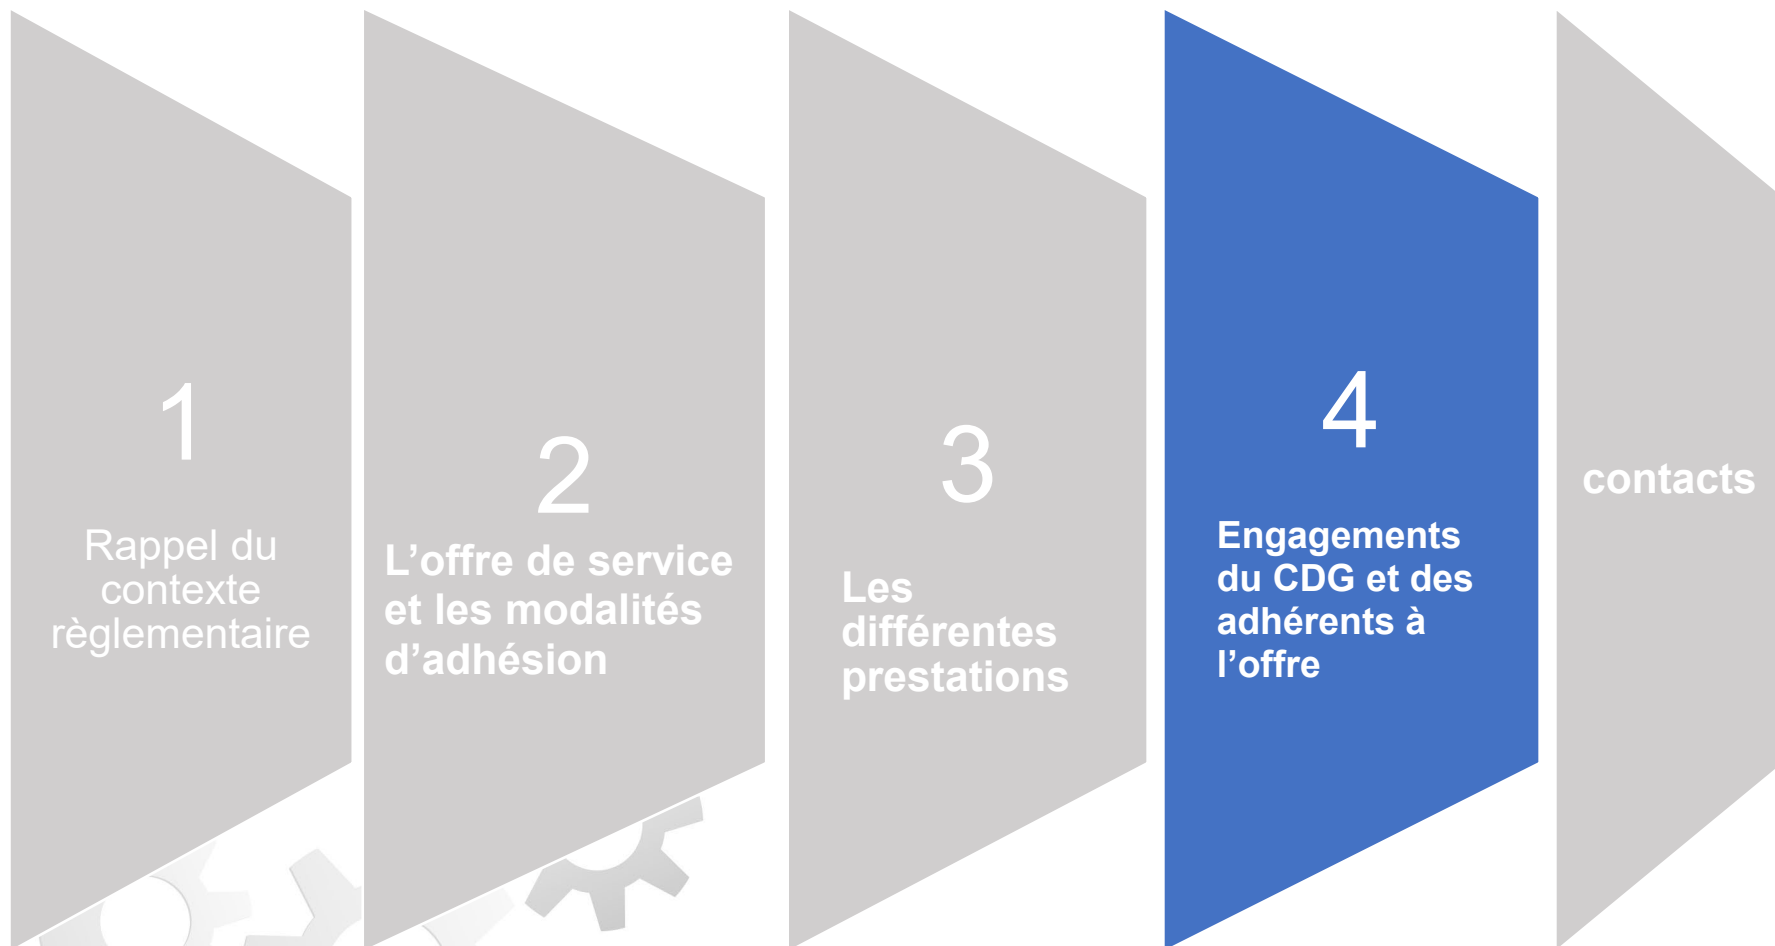 1
Rappel du
contexte
règlementaire
2
L’offre de service
et les modalités
d’adhésion
3
Les
différentes
prestations
4
Engagements
du CDG et des
adhérents à
l’offre
contacts